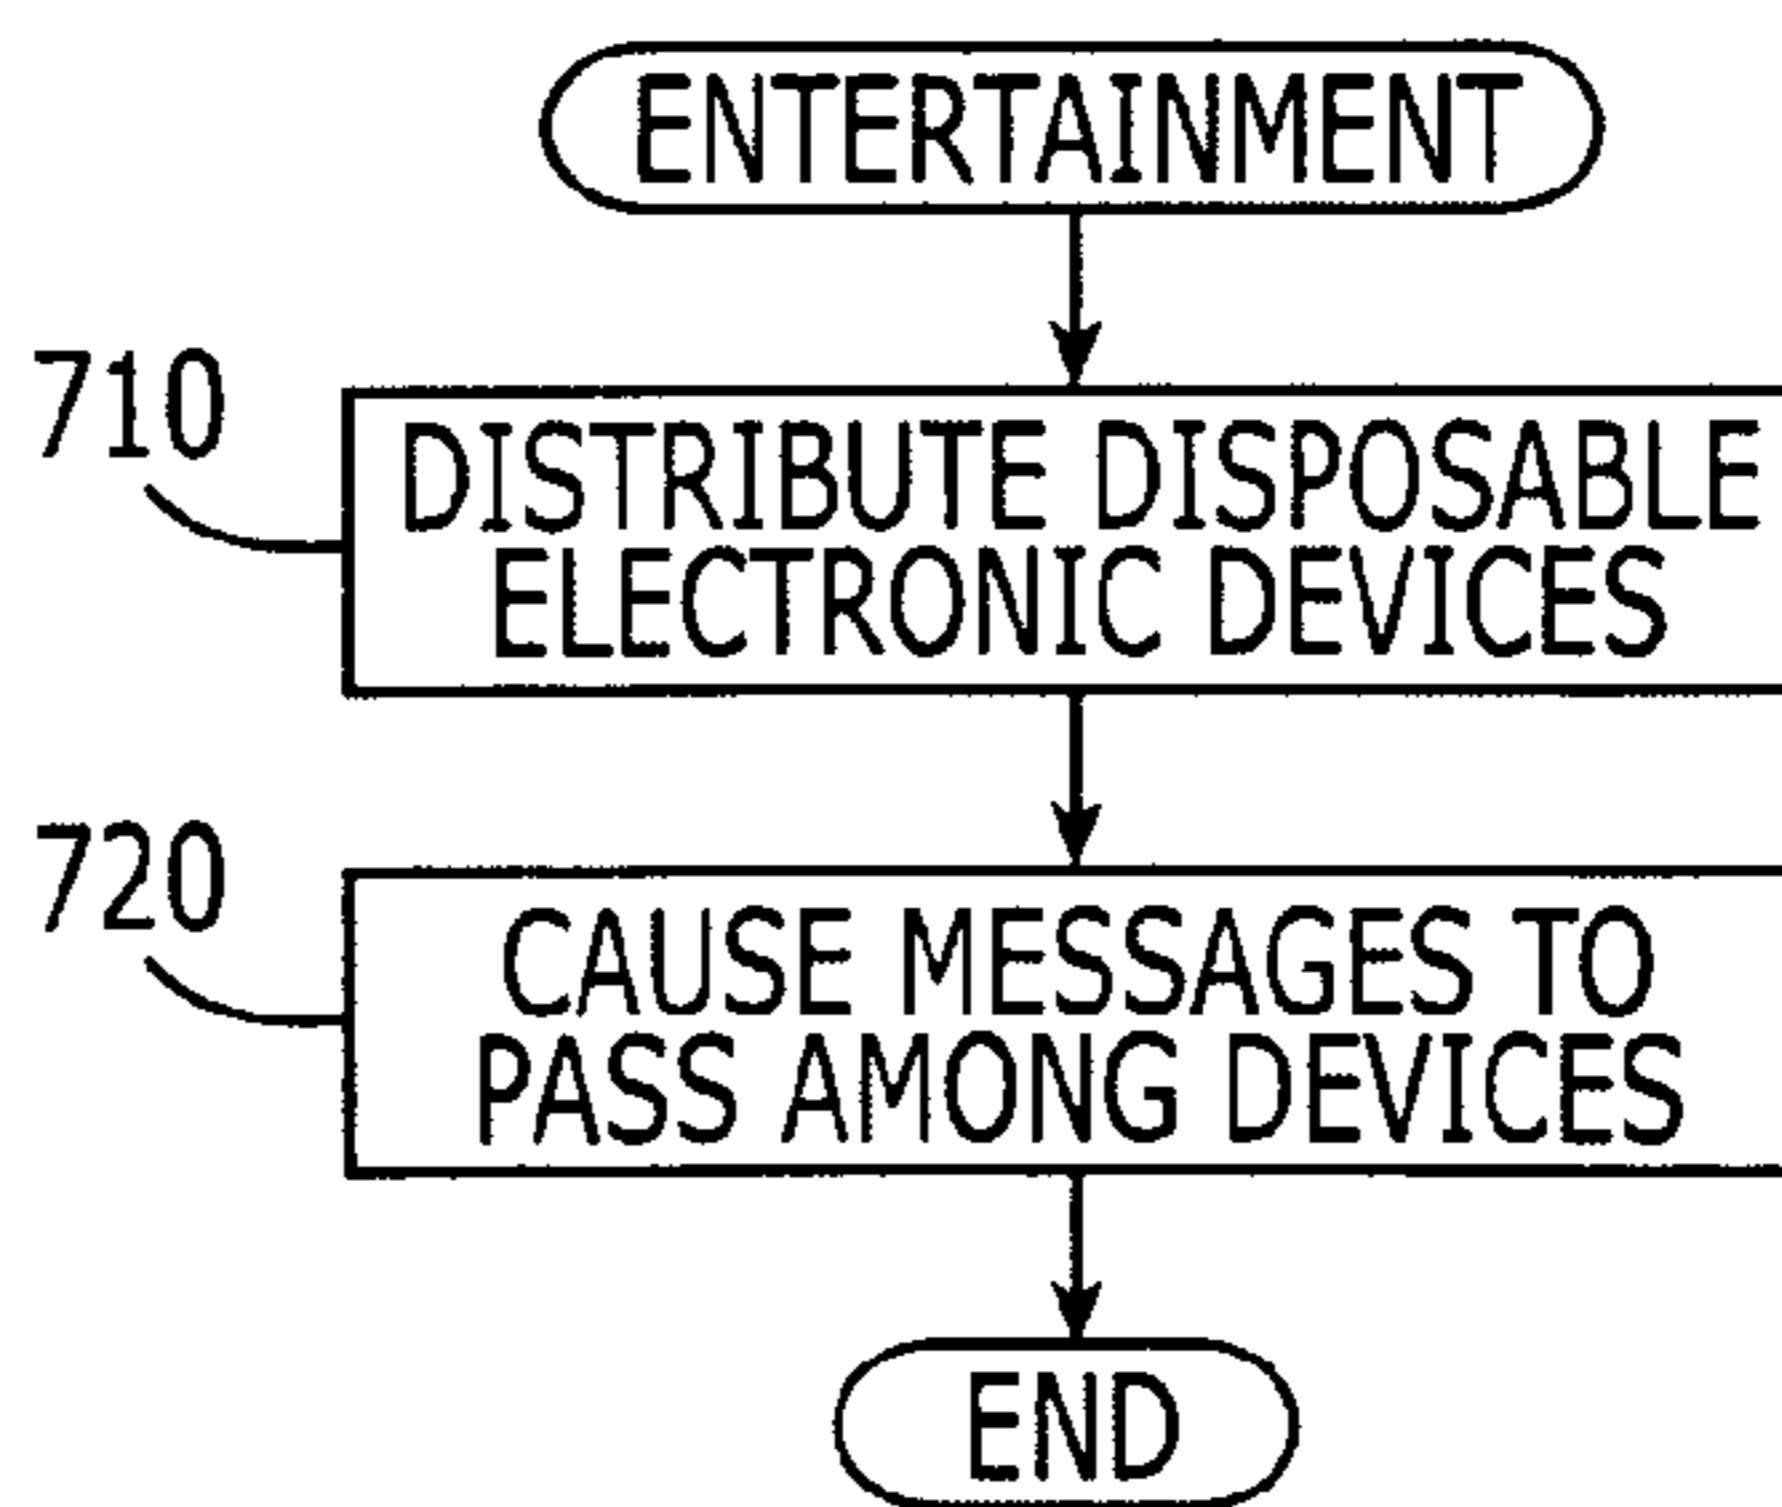 ENTERTAINMENT
710
DISTRIBUTE DISPOSABLE
ELECTRONIC DEVICES
720
CAUSE MESSAGES TO
PASS AMONG DEVICES
END